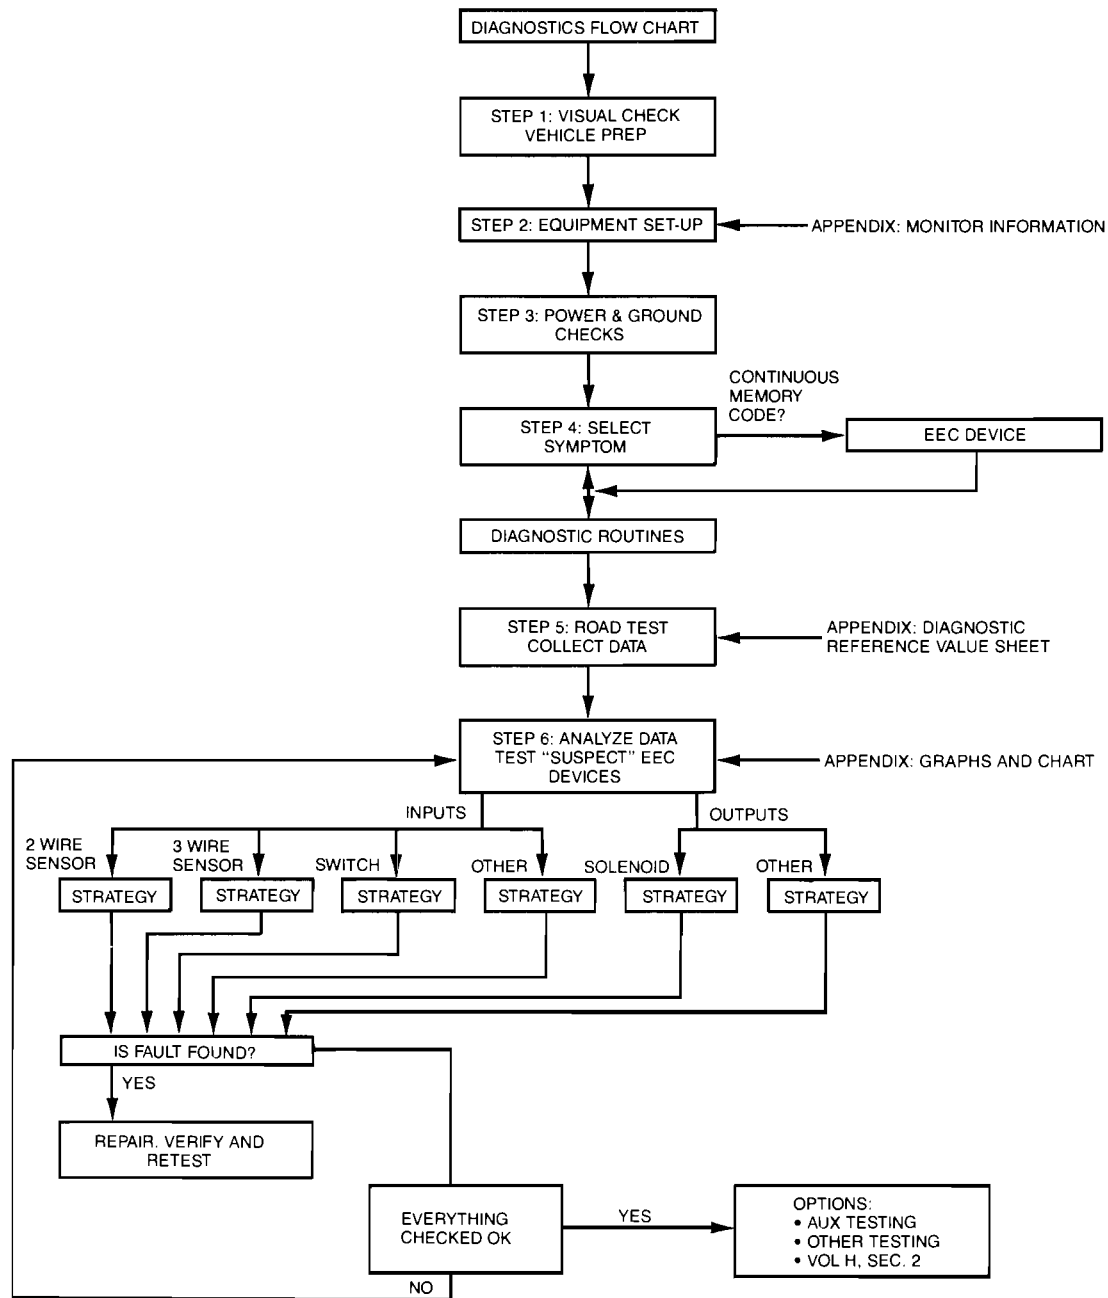 DIAGNOSTICS FLOW CHART
STEP 1: VISUAL CHECK
VEHICLE PREP
STEP 2: EQUIPMENT SET-UP
APPENDIX: MONITOR INFORMATION
STEP 3: POWER & GROUND
CHECKS
CONTINUOUS
MEMORY
CODE?
STEP 4: SELECT
SYMPTOM
EEC DEVICE
DIAGNOSTIC ROUTINES
STEP 5: ROAD TEST
COLLECT DATA
APPENDIX: DIAGNOSTIC
REFERENCE VALUE SHEET
STEP 6: ANALYZE DATA
TEST "SUSPECT" EEC
DEVICES
APPENDIX: GRAPHS AND CHART
INPUTS
OUTPUTS
2 WIRE
SENSOR
3 WIRE
SENSOR
SWITCH
OTHER
SOLENOID
OTHER
STRATEGY
STRATEGY
STRATEGY
STRATEGY
STRATEGY
STRATEGY
IS FAULT FOUND?
YES
REPAIR. VERIFY AND
RETEST
EVERYTHING
CHECKED OK
YES
OPTIONS:
• AUX TESTING
• OTHER TESTING
• VOL H, SEC. 2
NO